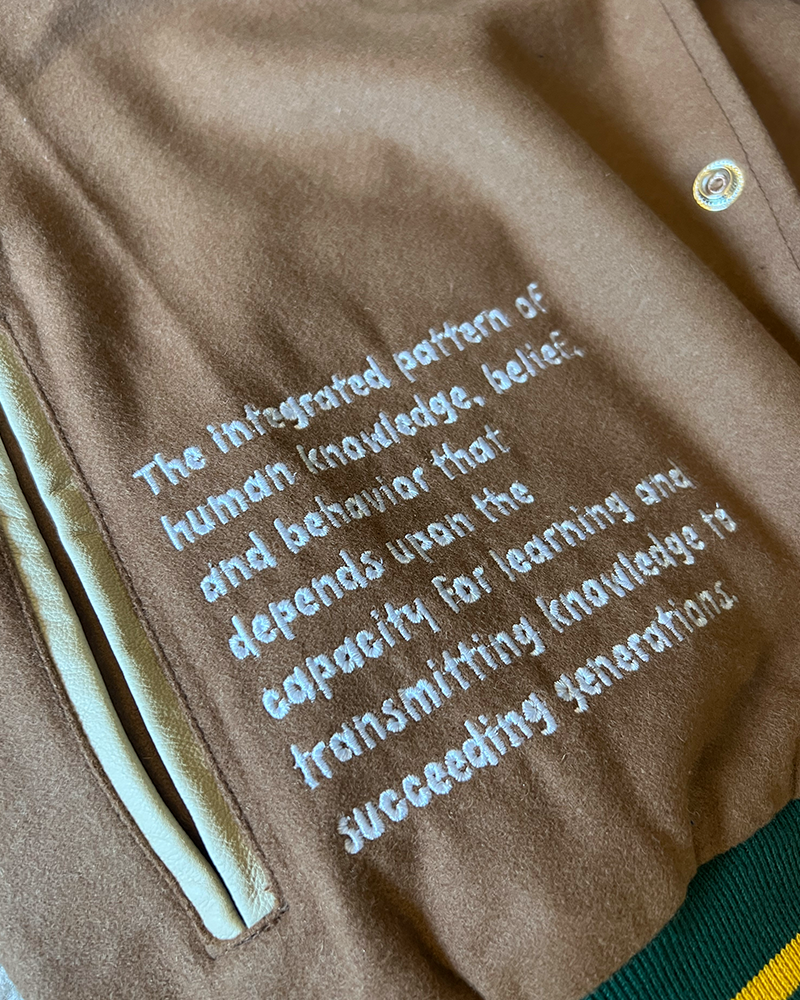 The integrated pattern of
human knowledge, belief,
and behavior that
depends upon the
capacity for learning and
transmitting knowledge to
succeeding generations.